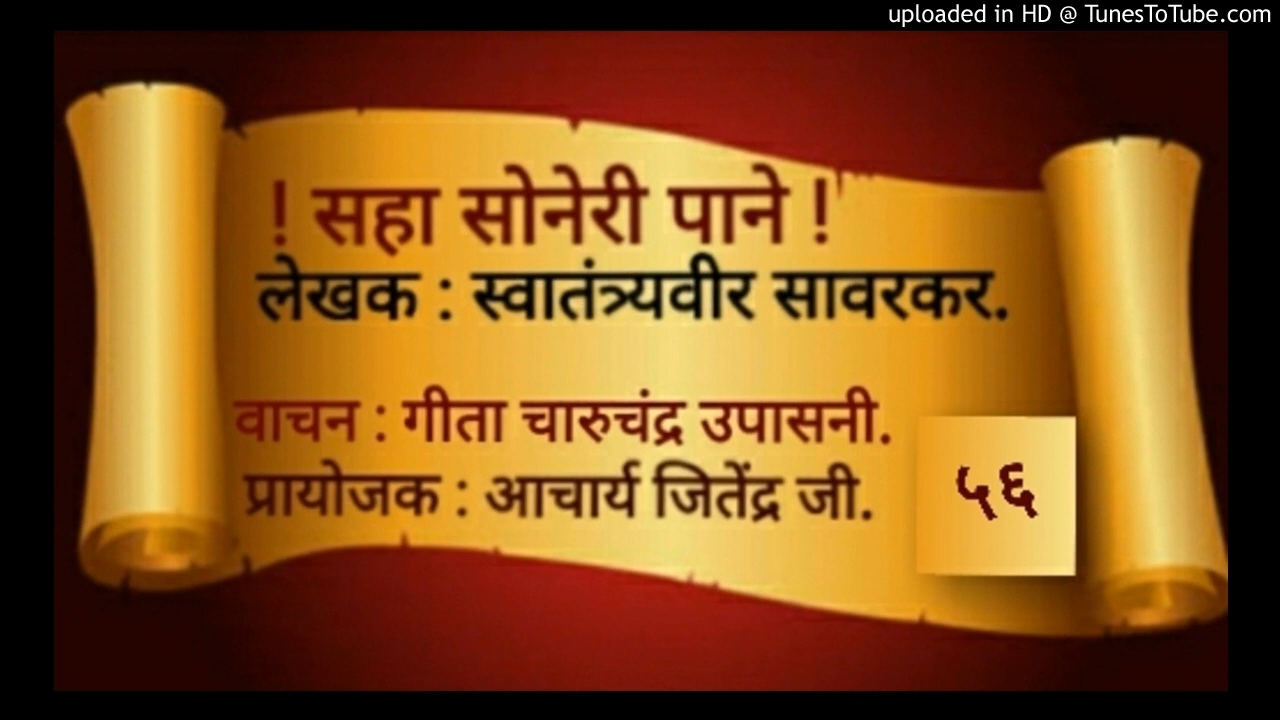 uploaded in HD @ TunesToTube.com
! सहा सोनेरी पाने !
लेखक : स्वातंत्र्यवीर सावरकर.
वाचन : गीता चारुचंद्र उपासनी.
प्रायोजक : आचार्य जितेंद्र जी.
५६